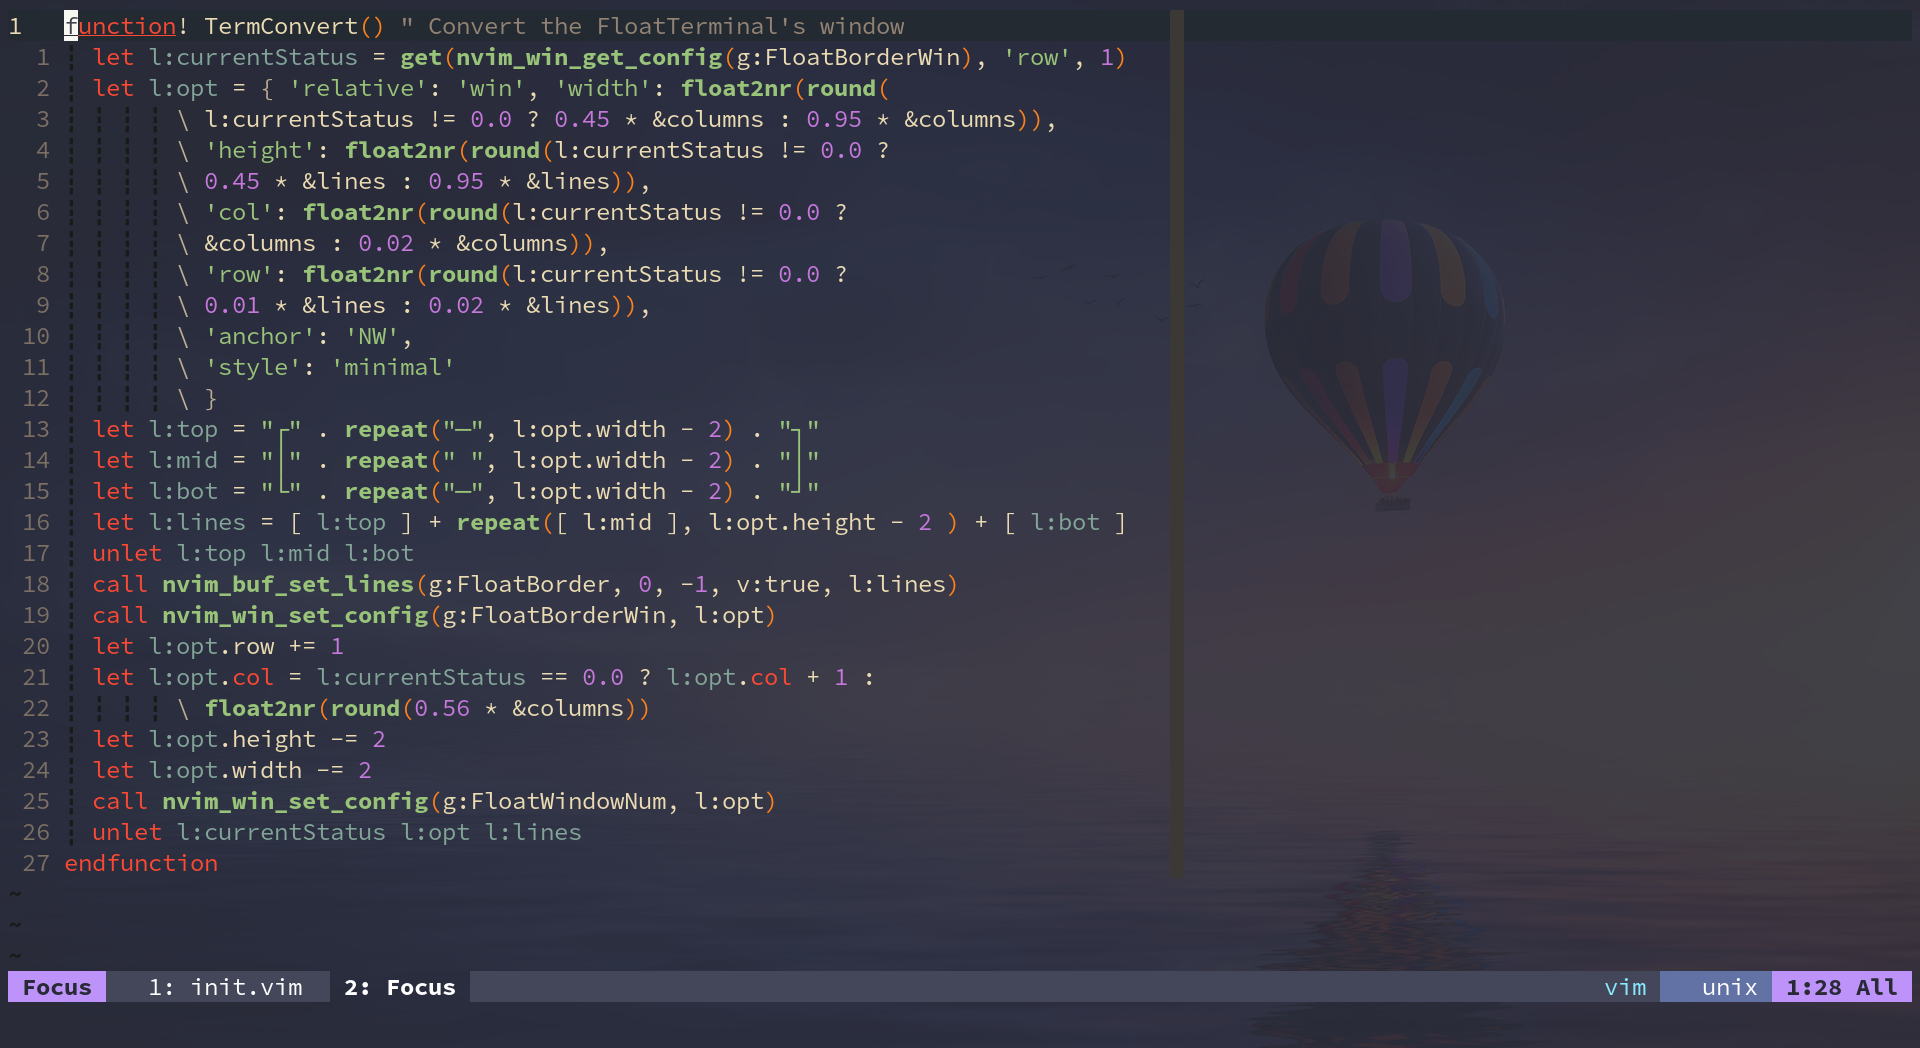 1 function! TermConvert() " Convert the FloatTerminal's window
1 let l:currentStatus = get(nvim_win_get_config(g:FloatBorderWin), 'row', 1)
2 let l:opt = { 'relative': 'win', 'width': float2nr(round(
3 \ l:currentStatus != 0.0 ? 0.45 * &columns : 0.95 * &columns)),
4 \ 'height': float2nr(round(l:currentStatus != 0.0 ?
5 \ 0.45 * &lines : 0.95 * &lines)),
6 \ 'col': float2nr(round(l:currentStatus != 0.0 ?
7 \ &columns : 0.02 * &columns)),
8 \ 'row': float2nr(round(l:currentStatus != 0.0 ?
9 \ 0.01 * &lines : 0.02 * &lines)),
10 \ 'anchor': 'NW',
11 \ 'style': 'minimal'
12 \ }
13 let l:top = "┌" . repeat("─", l:opt.width - 2) . "┐"
14 let l:mid = "│" . repeat(" ", l:opt.width - 2) . "│"
15 let l:bot = "└" . repeat("─", l:opt.width - 2) . "┘"
16 let l:lines = [ l:top ] + repeat([ l:mid ], l:opt.height - 2 ) + [ l:bot ]
17 unlet l:top l:mid l:bot
18 call nvim_buf_set_lines(g:FloatBorder, 0, -1, v:true, l:lines)
19 call nvim_win_set_config(g:FloatBorderWin, l:opt)
20 let l:opt.row += 1
21 let l:opt.col = l:currentStatus == 0.0 ? l:opt.col + 1 :
22 \ float2nr(round(0.56 * &columns))
23 let l:opt.height -= 2
24 let l:opt.width -= 2
25 call nvim_win_set_config(g:FloatWindowNum, l:opt)
26 unlet l:currentStatus l:opt l:lines
27 endfunction
~
~
~
Focus 1: init.vim 2: Focus vim unix 1:28 All